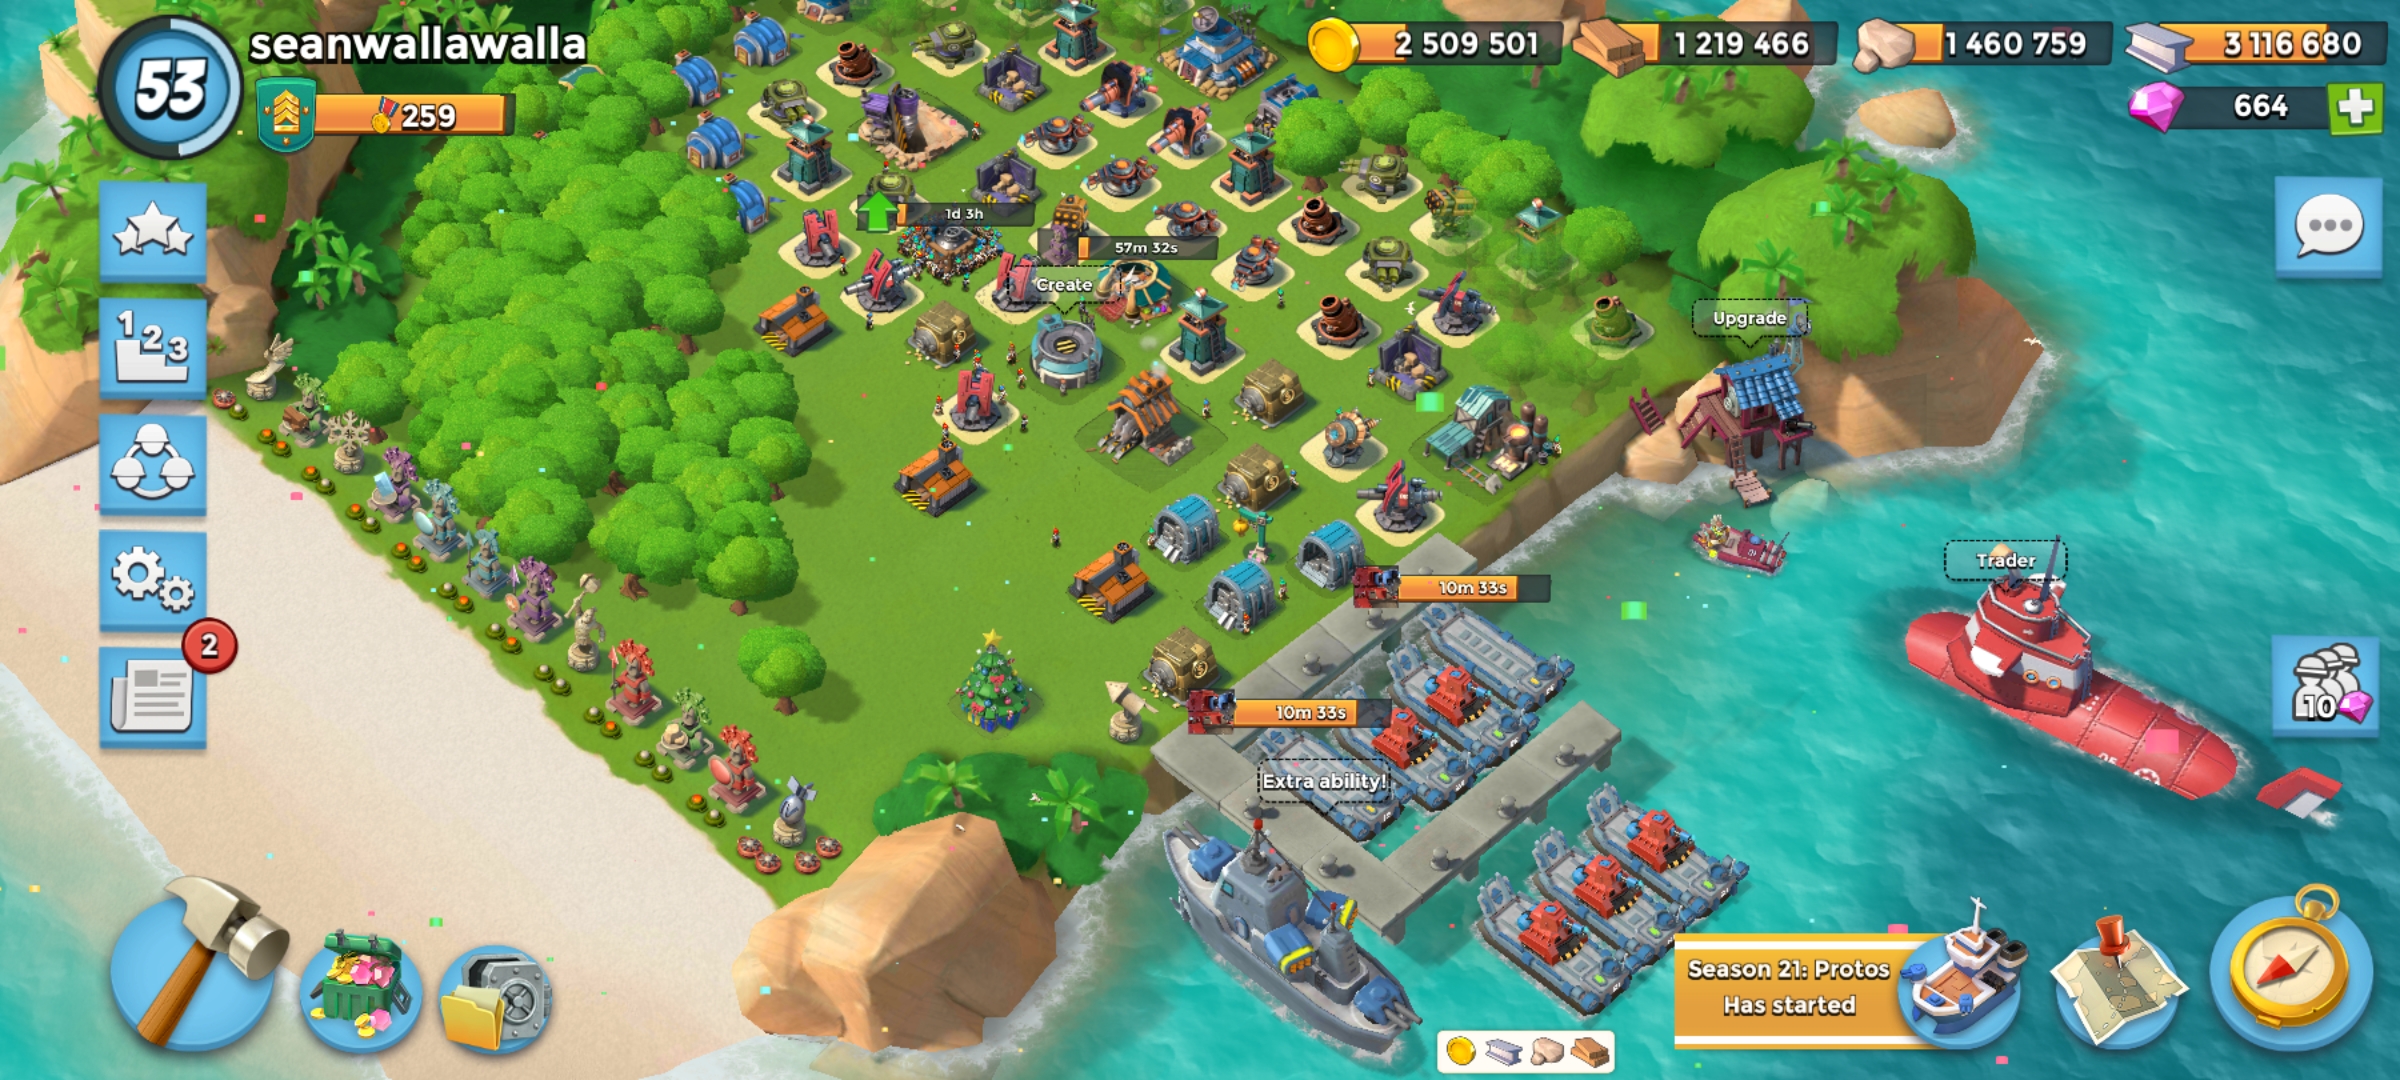 seanwallawalla
53
259
2 509 501
1 219 466
1 460 759
3 116 680
664
1d 3h
57m 32s
Create
Upgrade
123
2
Trader
10m 33s
10m 33s
10
Extra ability!
Season 21: Protos
Has started